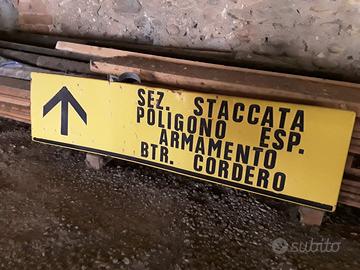 SEZ. STACCATA
POLIGONO ESP.
ARMAMENTO
BTR. CORDERO
subito